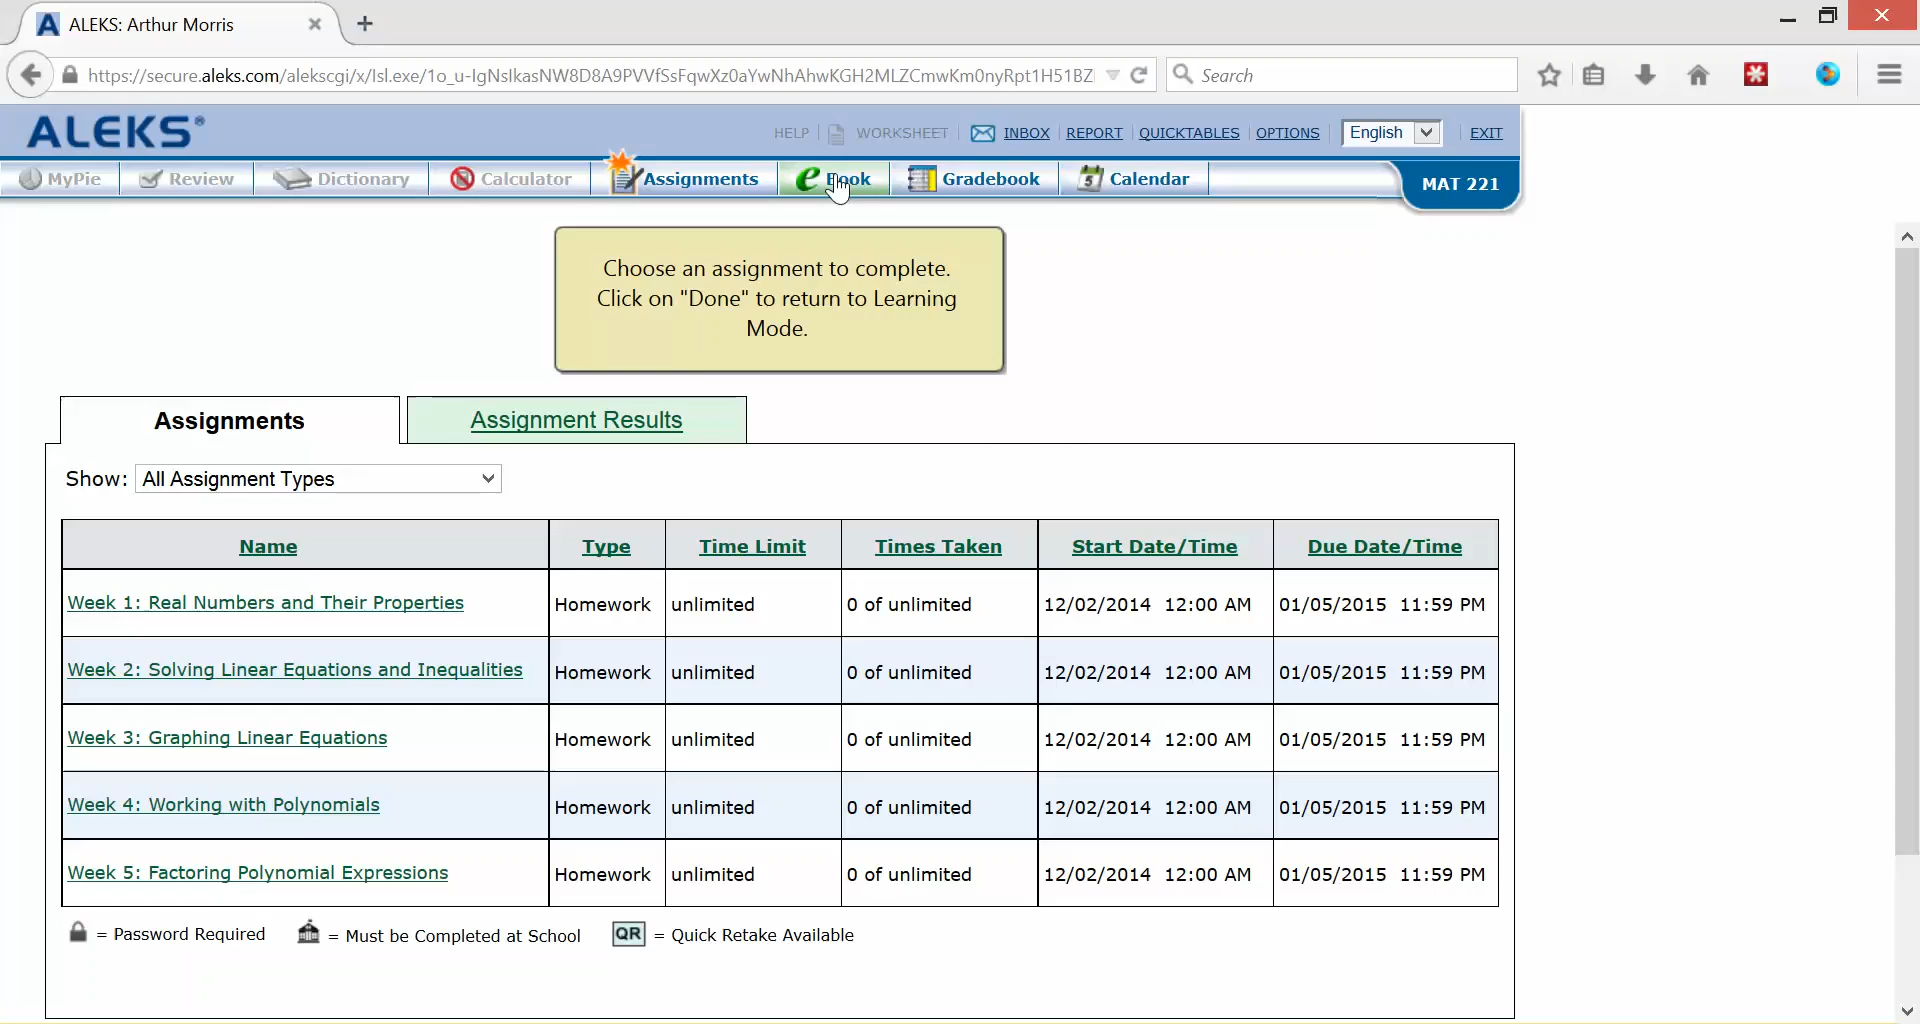 ALEKS: Arthur Morris
https://secure.aleks.com/alekscgi/x/Isl.exe/1o_u-IgNsIkasNW8D8A9PVVfSsFqwXz0aYwNhAhwKGH2MLZCmwKm0nyRpt1H51BZ
Search
ALEKS®
HELP WORKSHEET INBOX REPORT QUICKTABLES OPTIONS English EXIT
MyPie Review Dictionary Calculator Assignments eBook Gradebook 5 Calendar MAT 221
Choose an assignment to complete.
Click on "Done" to return to Learning
Mode.
Assignments Assignment Results
Show: All Assignment Types
Name Type Time Limit Times Taken Start Date/Time Due Date/Time
Week 1: Real Numbers and Their Properties Homework unlimited 0 of unlimited 12/02/2014 12:00 AM 01/05/2015 11:59 PM
Week 2: Solving Linear Equations and Inequalities Homework unlimited 0 of unlimited 12/02/2014 12:00 AM 01/05/2015 11:59 PM
Week 3: Graphing Linear Equations Homework unlimited 0 of unlimited 12/02/2014 12:00 AM 01/05/2015 11:59 PM
Week 4: Working with Polynomials Homework unlimited 0 of unlimited 12/02/2014 12:00 AM 01/05/2015 11:59 PM
Week 5: Factoring Polynomial Expressions Homework unlimited 0 of unlimited 12/02/2014 12:00 AM 01/05/2015 11:59 PM
= Password Required = Must be Completed at School QR = Quick Retake Available